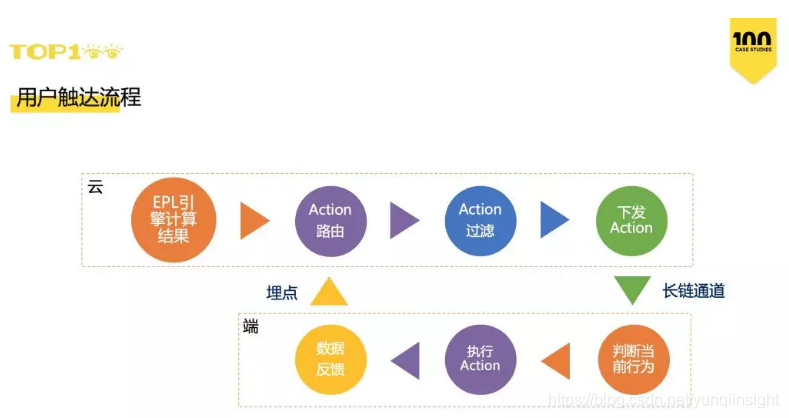 TOP100
100
CASE STUDIES
用户触达流程
云
EPL引
擎计算
结果
Action
路由
Action
过滤
下发
Action
埋点
长链通道
端
数据
反馈
执行
Action
判断当
前行为
https://blog.csdn.net/yunqiinsight